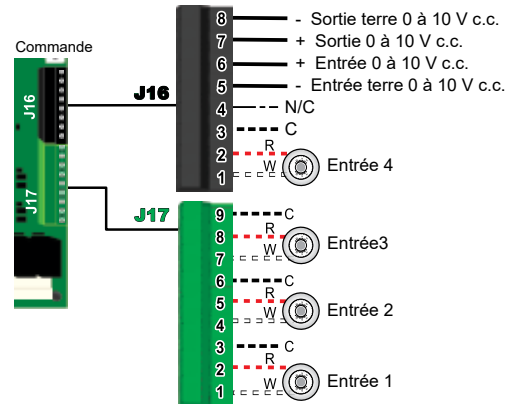 8 - Sortie terre 0 à 10 V c.c.
7 + Sortie 0 à 10 V c.c.
6 + Entrée 0 à 10 V c.c.
5 - Entrée terre 0 à 10 V c.c.
Commande
J16
J16
4 N/C
3 C
2 R
1 W
Entrée 4
J17
J17
9 C
8 R
7 W
Entrée3
6 C
5 R
4 W
Entrée 2
3 C
2 R
1 W
Entrée 1